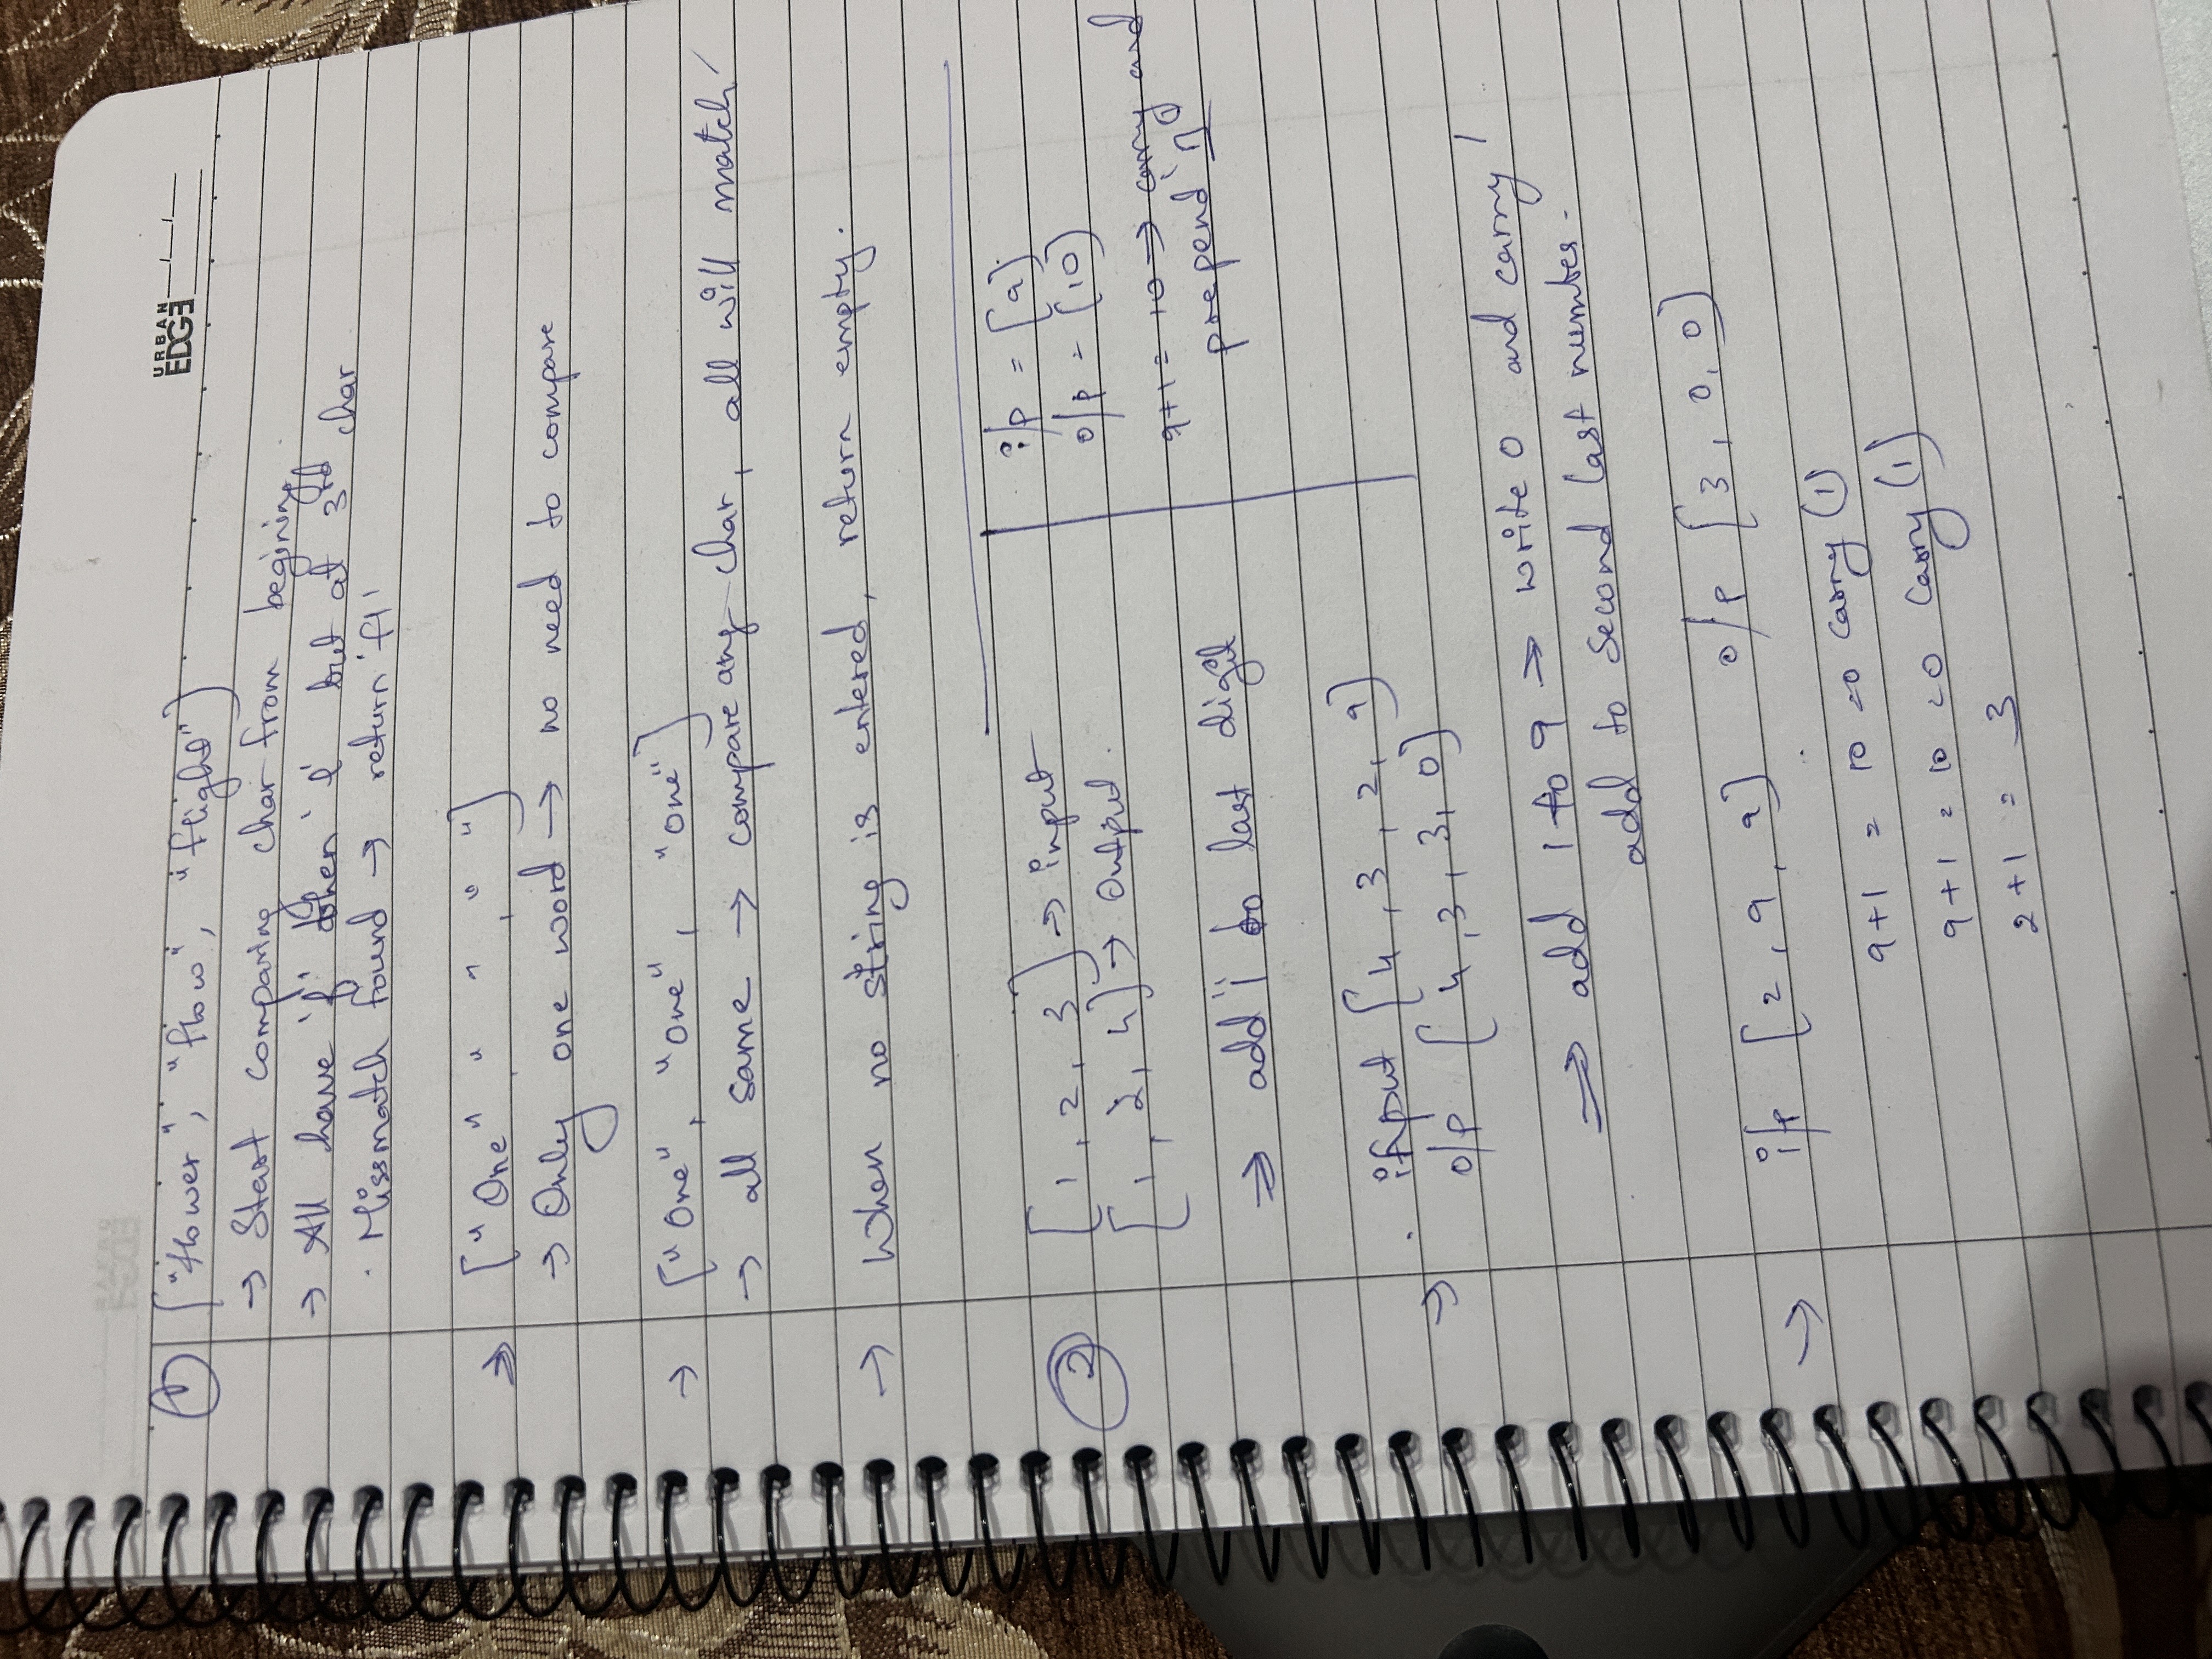 URBAN
EDGE
① ["flower", "flow", "flight"]
→ Start comparing char from begining.
→ All have 'f' then 'l' but at 3rd char
Missmatch found → return 'fl'
⇒ ["One" , " " , " "]
→ Only one word → no need to compare
→ ["One", "One", "One"]
→ all same → compare any char, all will match
→ When no string is entered, return empty.
② [1, 2, 3] → input
[1, 2, 4] → Output.
⇒ add 1 to last digit
i/p = [9]
o/p = [10]
9+1 = 10 → carry and
prepend '1'
→ input [4, 3, 2, 9]
o/p [4, 3, 3, 0]
⇒ add 1 to 9 → write 0 and carry 1
add to second last number.
→ i/p [2, 9, 9] o/p [3, 0, 0]
9+1 = 10 =0 carry (1)
9+1 = 10 =0 carry (1)
2+1 = 3